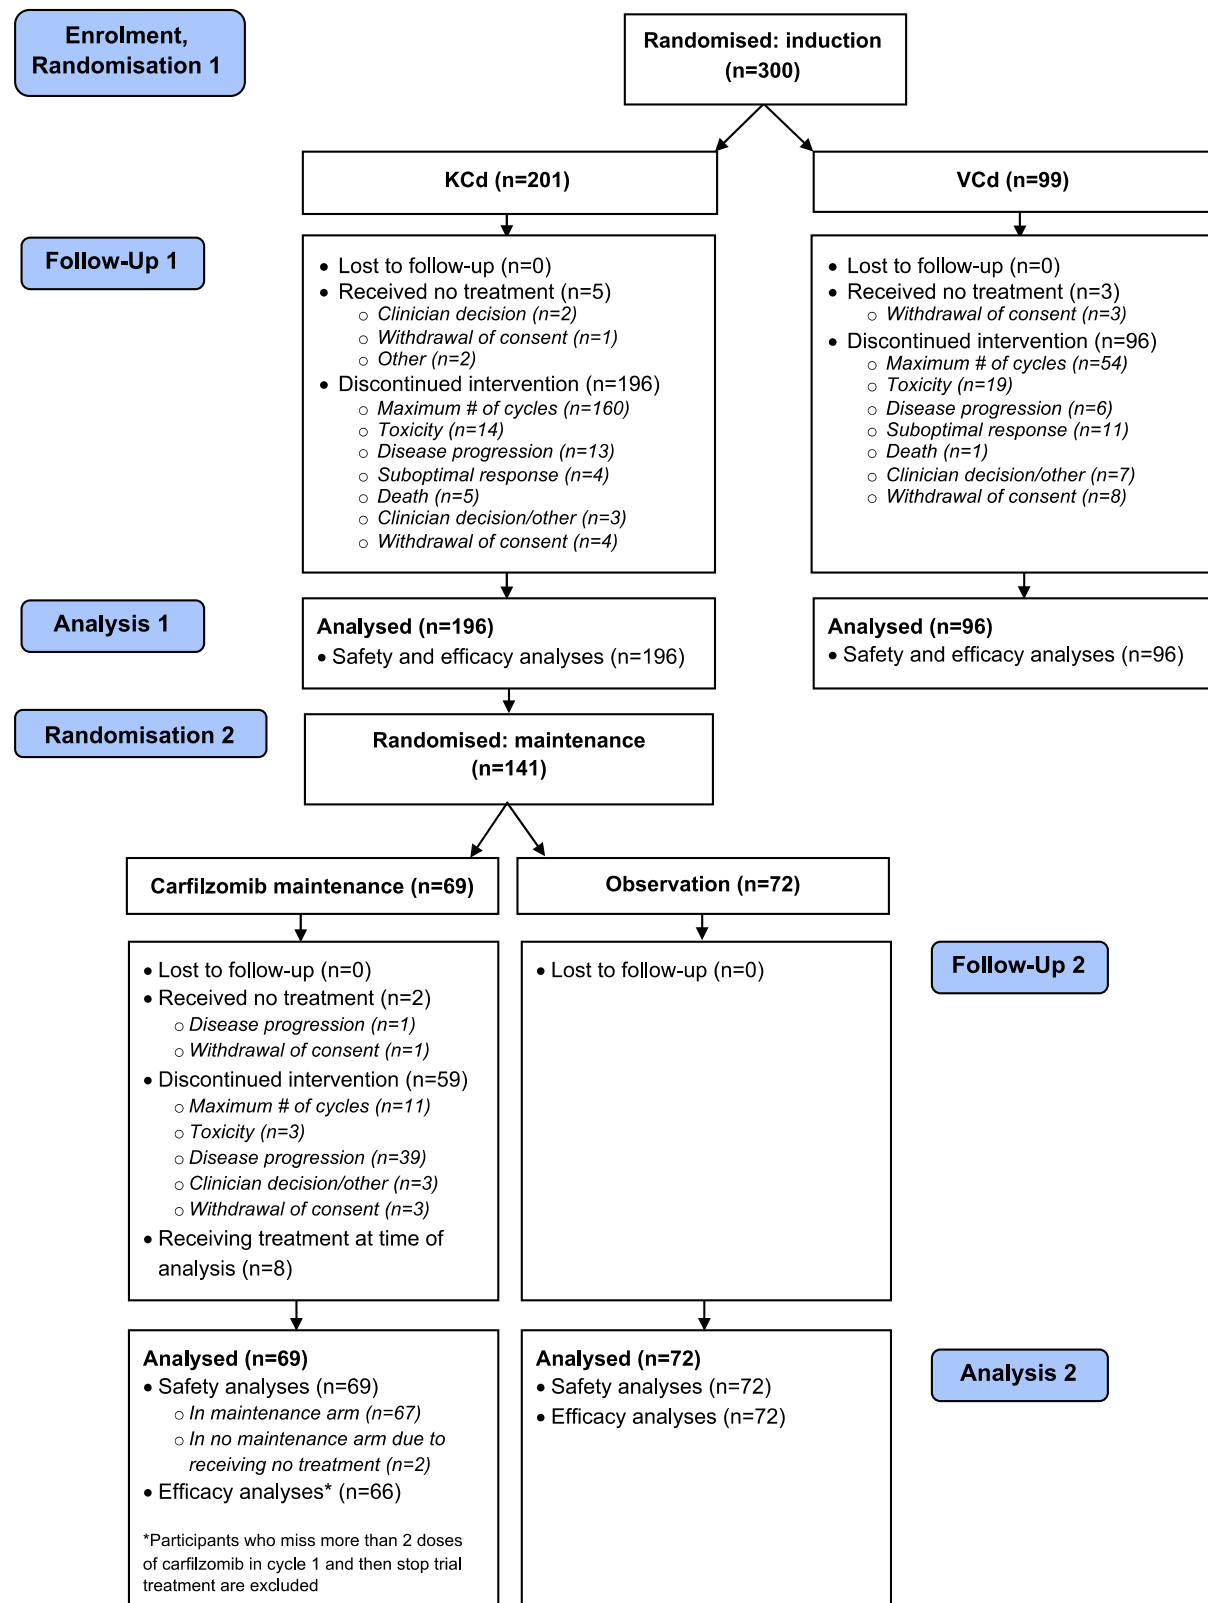 Enrolment,
Randomisation 1
Randomised: induction
(n=300)
KCd (n=201)
VCd (n=99)
Follow-Up 1
• Lost to follow-up (n=0)
• Received no treatment (n=5)
○ Clinician decision (n=2)
○ Withdrawal of consent (n=1)
○ Other (n=2)
• Discontinued intervention (n=196)
○ Maximum # of cycles (n=160)
○ Toxicity (n=14)
○ Disease progression (n=13)
○ Suboptimal response (n=4)
○ Death (n=5)
○ Clinician decision/other (n=3)
○ Withdrawal of consent (n=4)
• Lost to follow-up (n=0)
• Received no treatment (n=3)
○ Withdrawal of consent (n=3)
• Discontinued intervention (n=96)
○ Maximum # of cycles (n=54)
○ Toxicity (n=19)
○ Disease progression (n=6)
○ Suboptimal response (n=11)
○ Death (n=1)
○ Clinician decision/other (n=7)
○ Withdrawal of consent (n=8)
Analysis 1
Analysed (n=196)
• Safety and efficacy analyses (n=196)
Analysed (n=96)
• Safety and efficacy analyses (n=96)
Randomisation 2
Randomised: maintenance
(n=141)
Carfilzomib maintenance (n=69)
Observation (n=72)
• Lost to follow-up (n=0)
• Received no treatment (n=2)
○ Disease progression (n=1)
○ Withdrawal of consent (n=1)
• Discontinued intervention (n=59)
○ Maximum # of cycles (n=11)
○ Toxicity (n=3)
○ Disease progression (n=39)
○ Clinician decision/other (n=3)
○ Withdrawal of consent (n=3)
• Receiving treatment at time of
analysis (n=8)
• Lost to follow-up (n=0)
Follow-Up 2
Analysed (n=69)
• Safety analyses (n=69)
○ In maintenance arm (n=67)
○ In no maintenance arm due to
receiving no treatment (n=2)
• Efficacy analyses* (n=66)
*Participants who miss more than 2 doses
of carfilzomib in cycle 1 and then stop trial
treatment are excluded
Analysed (n=72)
• Safety analyses (n=72)
• Efficacy analyses (n=72)
Analysis 2